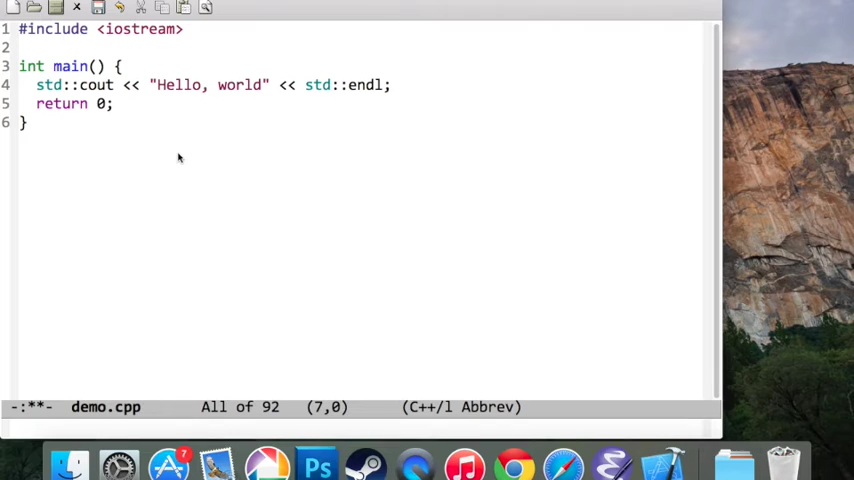 1 #include <iostream>
2
3 int main() {
4   std::cout << "Hello, world" << std::endl;
5   return 0;
6 }
-:**-  demo.cpp  All of 92  (7,0)  (C++/l Abbrev)
7
Ps